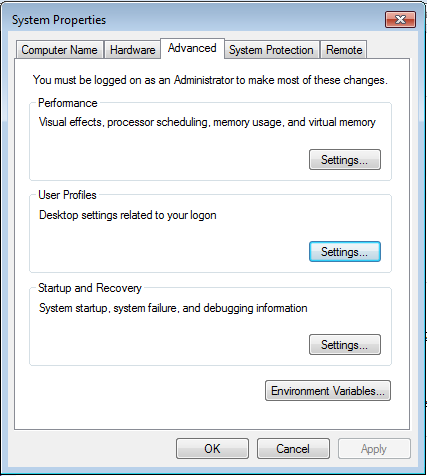 System Properties
Computer Name Hardware Advanced System Protection Remote
You must be logged on as an Administrator to make most of these changes.
Performance
Visual effects, processor scheduling, memory usage, and virtual memory
Settings...
User Profiles
Desktop settings related to your logon
Settings...
Startup and Recovery
System startup, system failure, and debugging information
Settings...
Environment Variables...
OK Cancel Apply